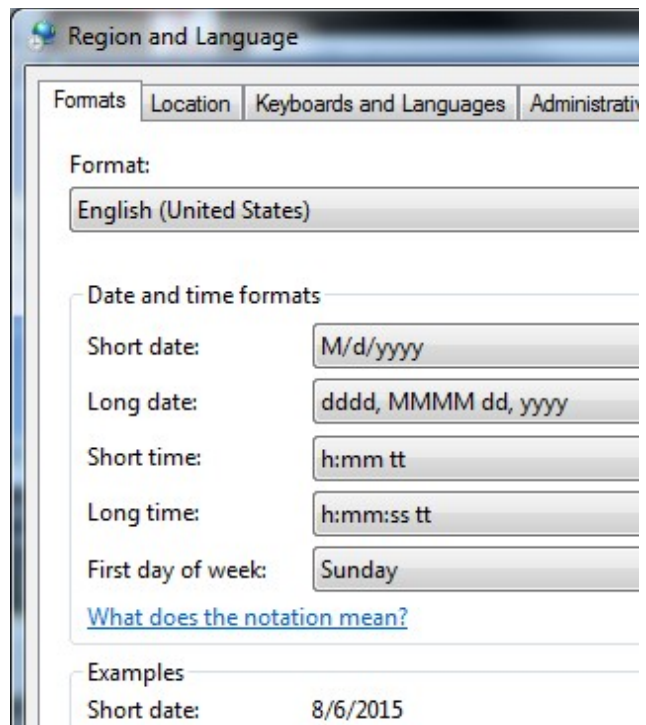 Region and Language
Formats Location Keyboards and Languages Administrativ
Format:
English (United States)
Date and time formats
Short date: M/d/yyyy
Long date: dddd, MMMM dd, yyyy
Short time: h:mm tt
Long time: h:mm:ss tt
First day of week: Sunday
What does the notation mean?
Examples
Short date: 8/6/2015